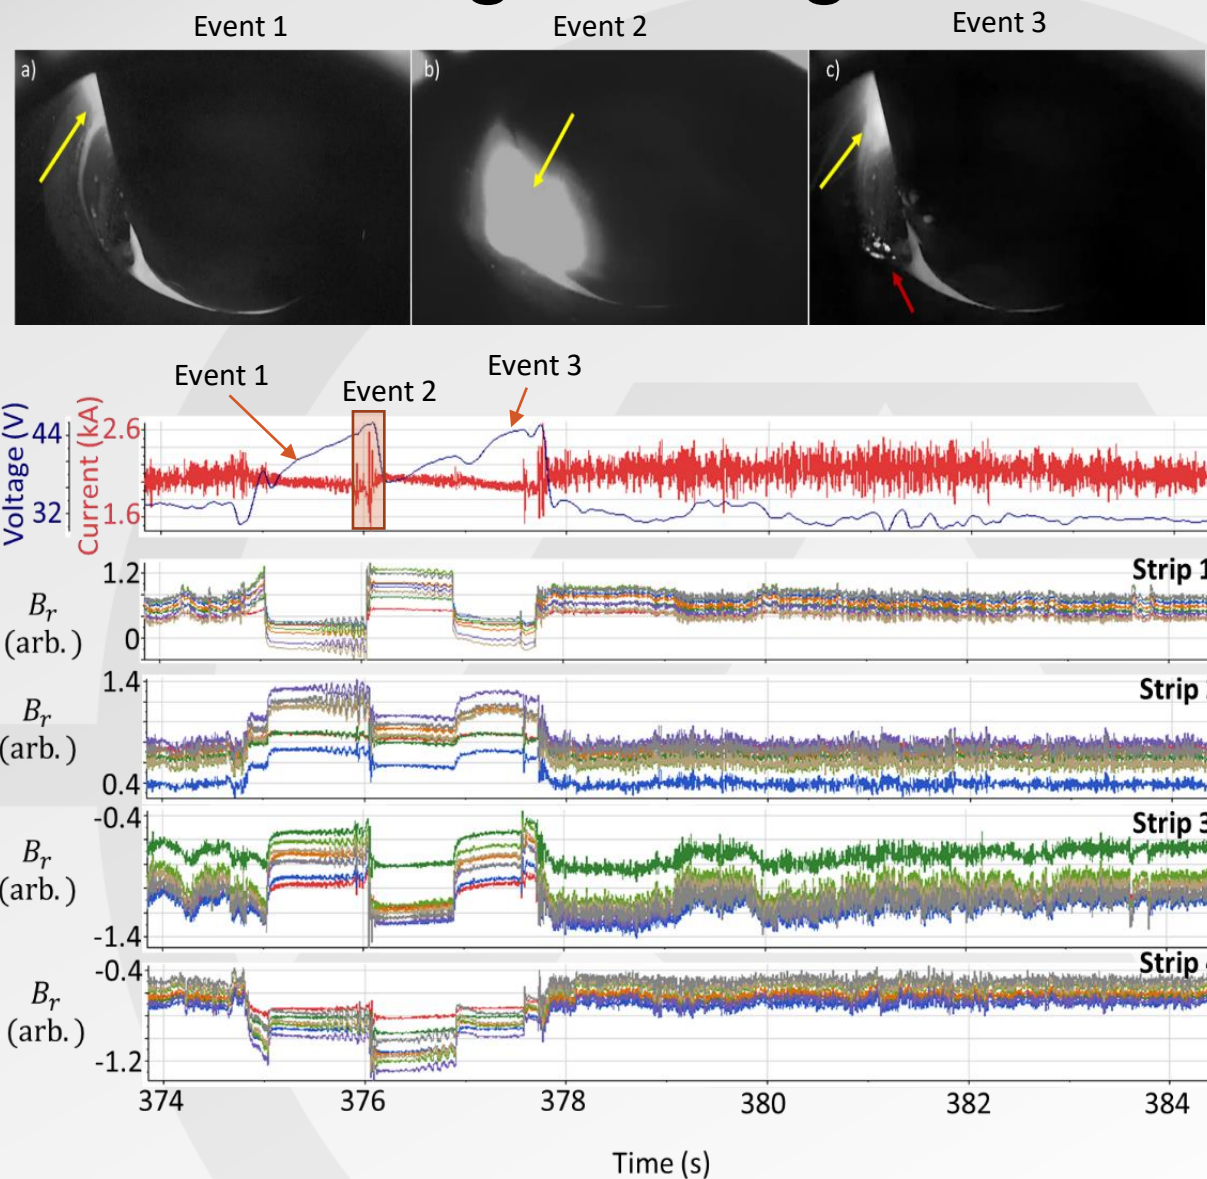 Event 1
Event 2
Event 3
a)
b)
c)
Event 1
Event 2
Event 3
Voltage (V)
44
32
Current (kA)
2.6
1.6
Strip 1
B_r
(arb.)
1.2
0
Strip
B_r
(arb.)
1.4
0.4
Strip 3
B_r
(arb.)
-0.4
-1.4
Strip
B_r
(arb.)
-0.4
-1.2
374 376 378 380 382 384
Time (s)